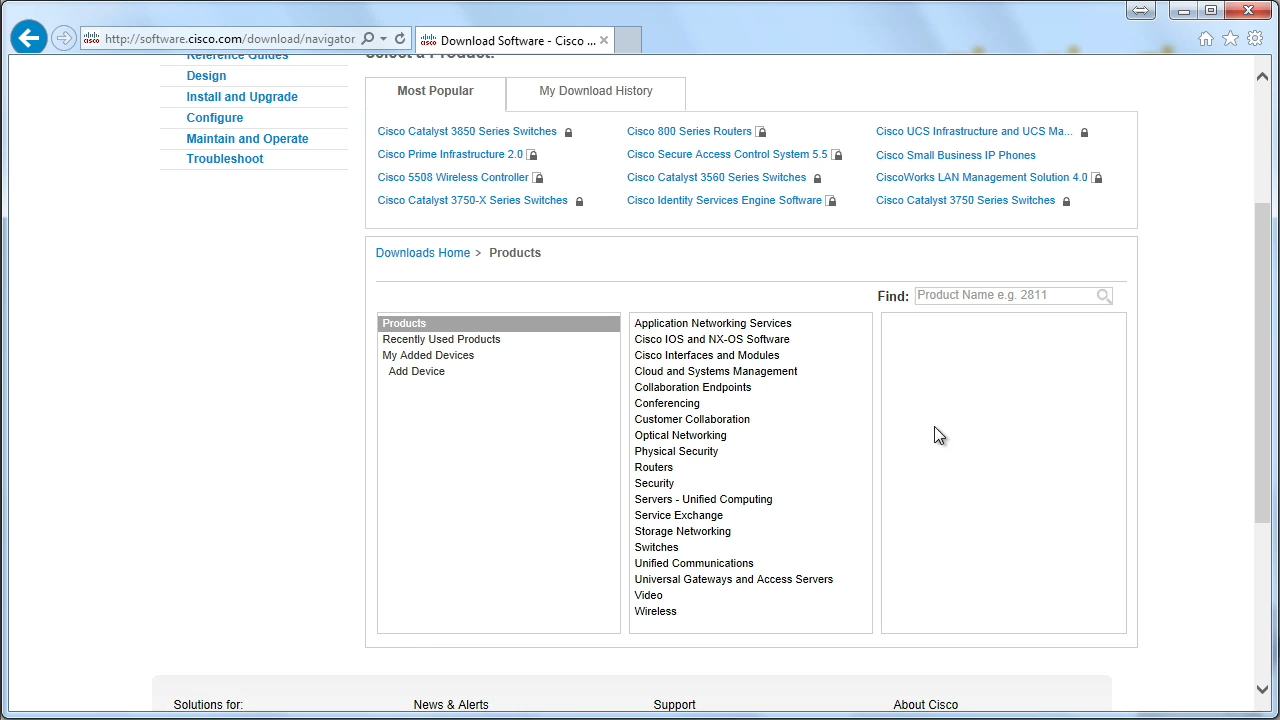 http://software.cisco.com/download/navigator
Download Software - Cisco ...
Reference Guides
Design
Install and Upgrade
Configure
Maintain and Operate
Troubleshoot
Select a Product:
Most Popular
My Download History
Cisco Catalyst 3850 Series Switches
Cisco 800 Series Routers
Cisco UCS Infrastructure and UCS Ma...
Cisco Prime Infrastructure 2.0
Cisco Secure Access Control System 5.5
Cisco Small Business IP Phones
Cisco 5508 Wireless Controller
Cisco Catalyst 3560 Series Switches
CiscoWorks LAN Management Solution 4.0
Cisco Catalyst 3750-X Series Switches
Cisco Identity Services Engine Software
Cisco Catalyst 3750 Series Switches
Downloads Home > Products
Find: Product Name e.g. 2811
Products
Recently Used Products
My Added Devices
Add Device
Application Networking Services
Cisco IOS and NX-OS Software
Cisco Interfaces and Modules
Cloud and Systems Management
Collaboration Endpoints
Conferencing
Customer Collaboration
Optical Networking
Physical Security
Routers
Security
Servers - Unified Computing
Service Exchange
Storage Networking
Switches
Unified Communications
Universal Gateways and Access Servers
Video
Wireless
Solutions for:
News & Alerts
Support
About Cisco